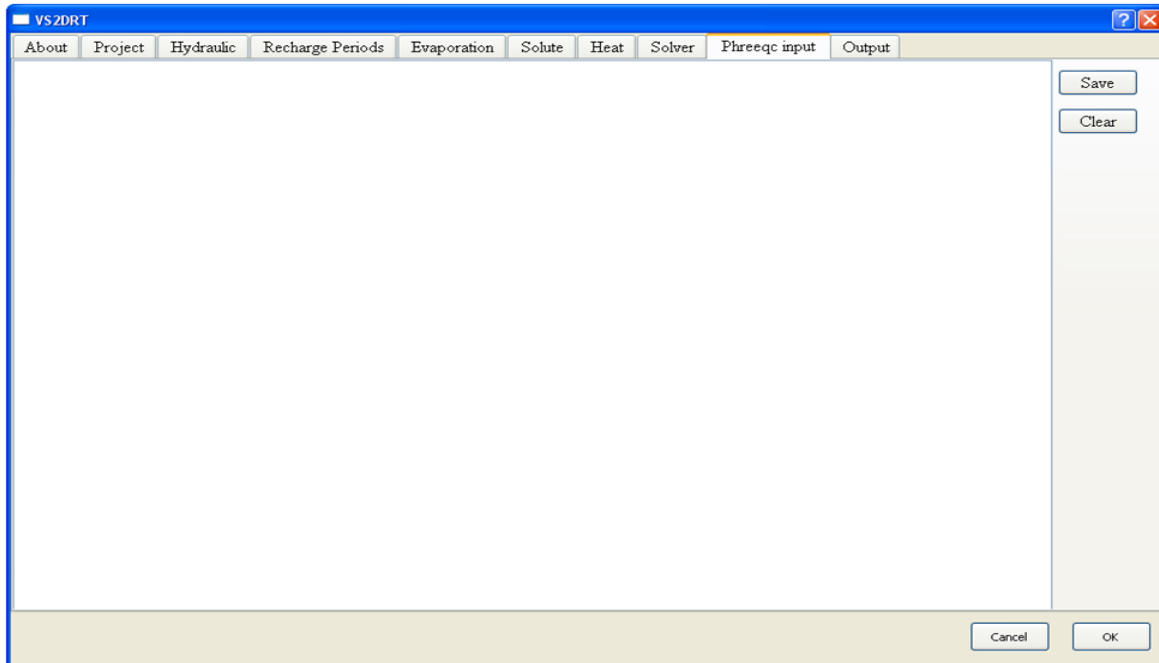 VS2DRT
About Project Hydraulic Recharge Periods Evaporation Solute Heat Solver Phreeqc input Output
Save
Clear
Cancel OK